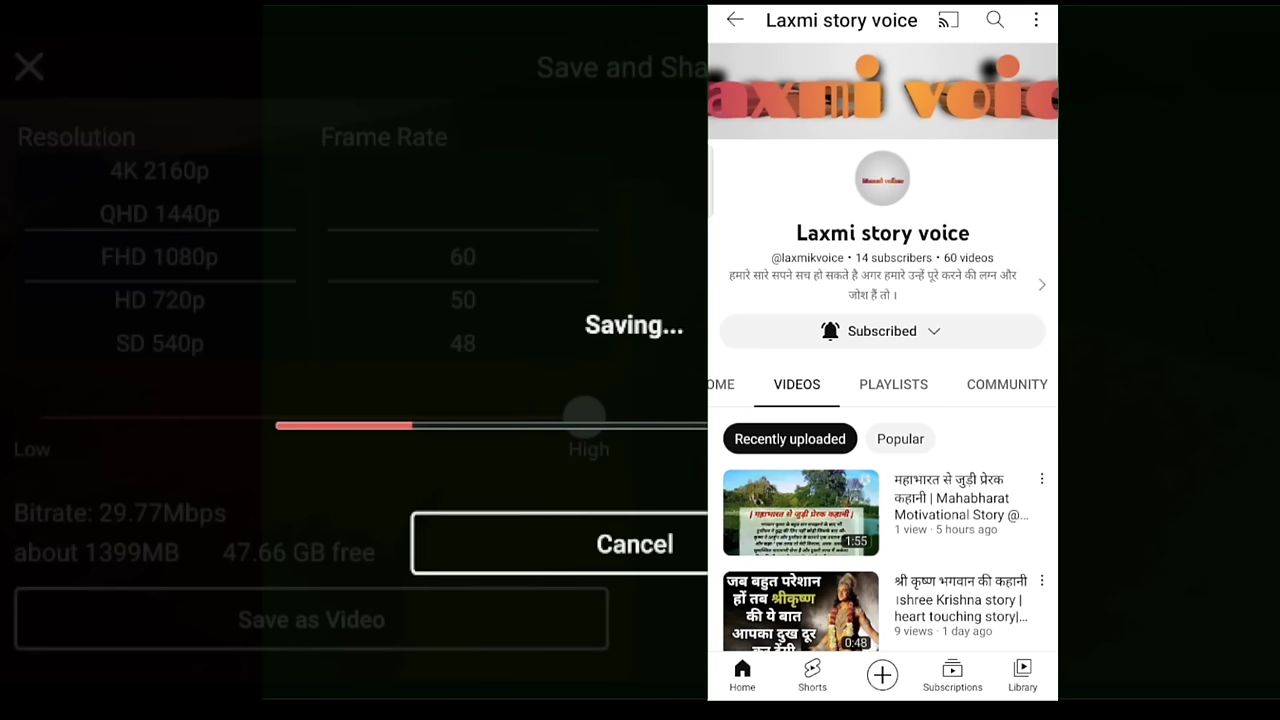 Save and Sha
Resolution
Frame Rate
4K 2160p
QHD 1440p
FHD 1080p
60
HD 720p
50
SD 540p
48
Saving...
Low
High
Bitrate: 29.77Mbps
about 1399MB
47.66 GB free
Cancel
Save as Video
Laxmi story voice
axmi voic
Laxmi story voice
@laxmikvoice • 14 subscribers • 60 videos
हमारे सारे सपने सच हो सकते है अगर हमारे उन्हें पूरे करने की लग्न और
जोश हैं तो ।
Subscribed
OME
VIDEOS
PLAYLISTS
COMMUNITY
Recently uploaded
Popular
| महाभारत से जुड़ी प्रेरक कहानी |
1:55
महाभारत से जुड़ी प्रेरक
कहानी | Mahabharat
Motivational Story @...
1 view · 5 hours ago
जब बहुत परेशान
हों तब श्रीकृष्ण
की ये बात
आपका दुख दूर
0:48
श्री कृष्ण भगवान की कहानी
।shree Krishna story |
heart touching story|...
9 views · 1 day ago
Home
Shorts
Subscriptions
Library